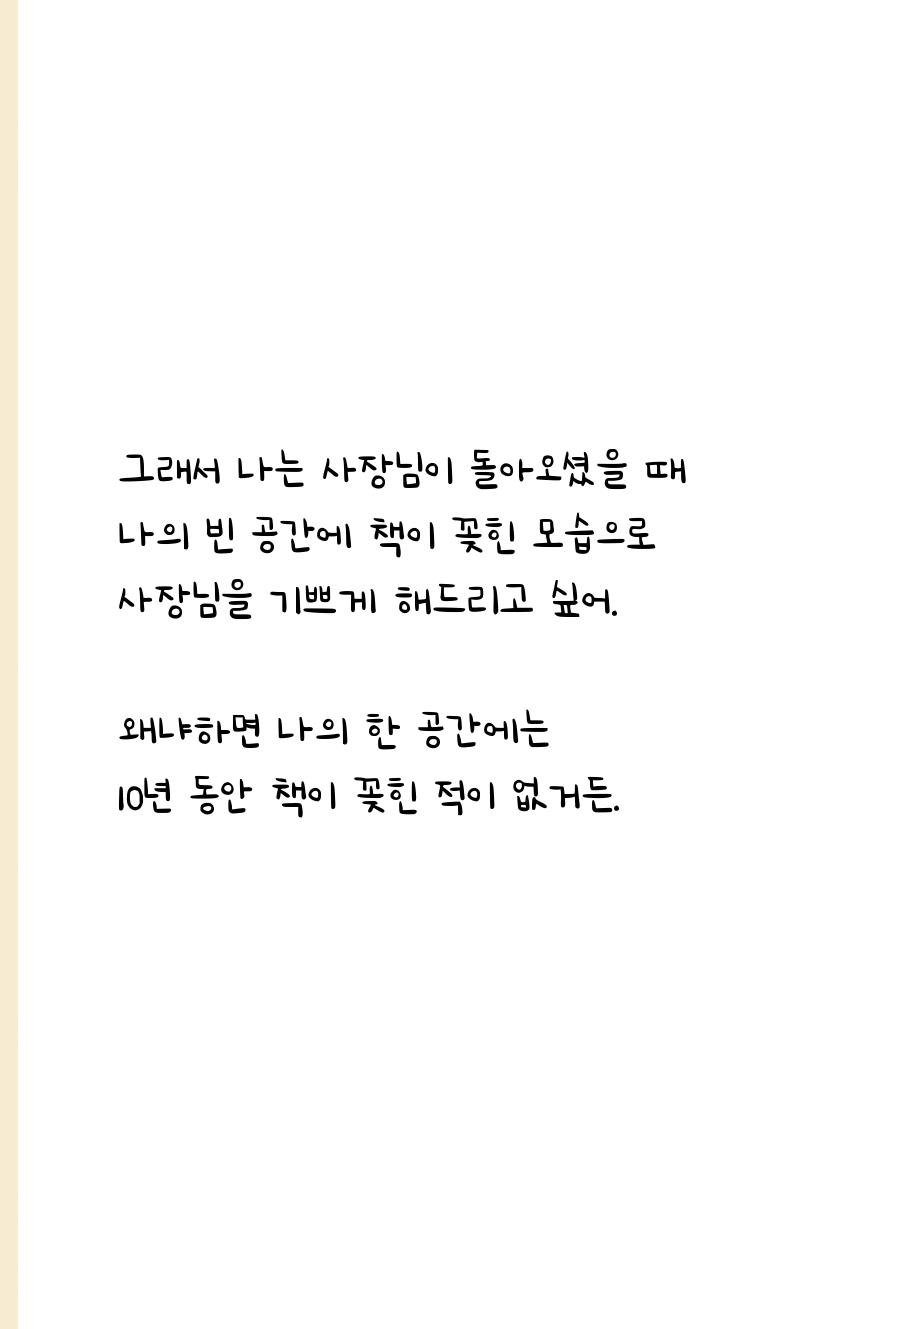 그래서 나는 사장님이 돌아오셨을 때
나의 빈 공간에 책이 꽂힌 모습으로
사장님을 기쁘게 해드리고 싶어.
왜냐하면 나의 한 공간에는
10년 동안 책이 꽂힌 적이 없거든.